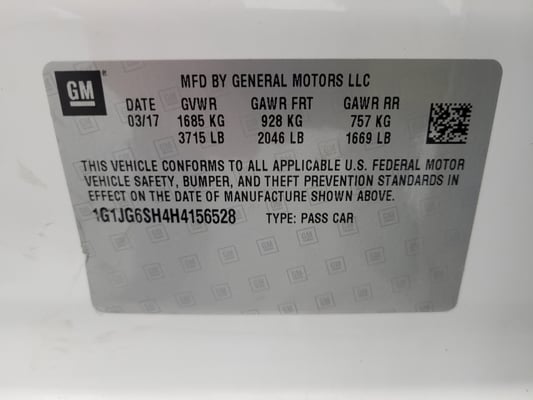 GM
MFD BY GENERAL MOTORS LLC
DATE GVWR GAWR FRT GAWR RR
03/17 1685 KG 928 KG 757 KG
3715 LB 2046 LB 1669 LB
THIS VEHICLE CONFORMS TO ALL APPLICABLE U.S. FEDERAL MOTOR
VEHICLE SAFETY, BUMPER, AND THEFT PREVENTION STANDARDS IN
EFFECT ON THE DATE OF MANUFACTURE SHOWN ABOVE.
1G1JG6SH4H4156528 TYPE: PASS CAR